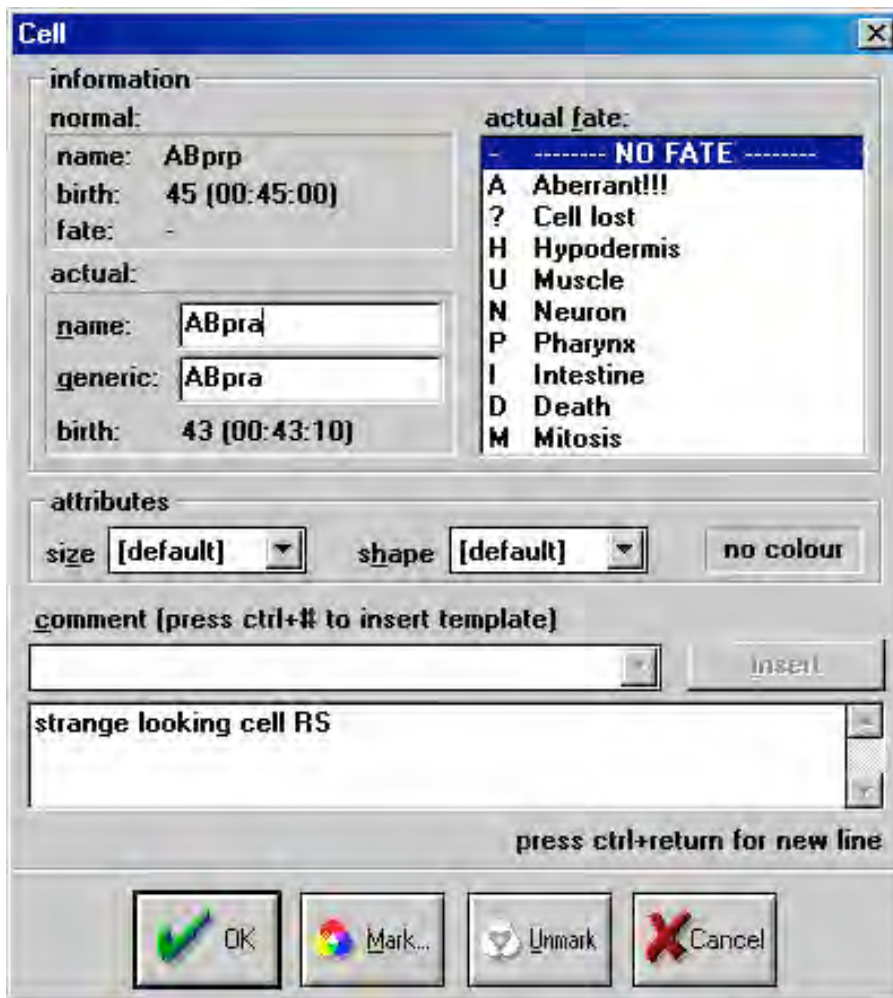 Cell
information
normal:
name: ABprp
birth: 45 (00:45:00)
fate: -
actual:
name: ABpra
generic: ABpra
birth: 43 (00:43:10)
actual fate:
- -------- NO FATE --------
A Aberrant!!!
? Cell lost
H Hypodermis
U Muscle
N Neuron
P Pharynx
I Intestine
D Death
M Mitosis
attributes
size [default] shape [default] no colour
comment (press ctrl+# to insert template)
insert
strange looking cell RS
press ctrl+return for new line
OK Mark... Unmark Cancel